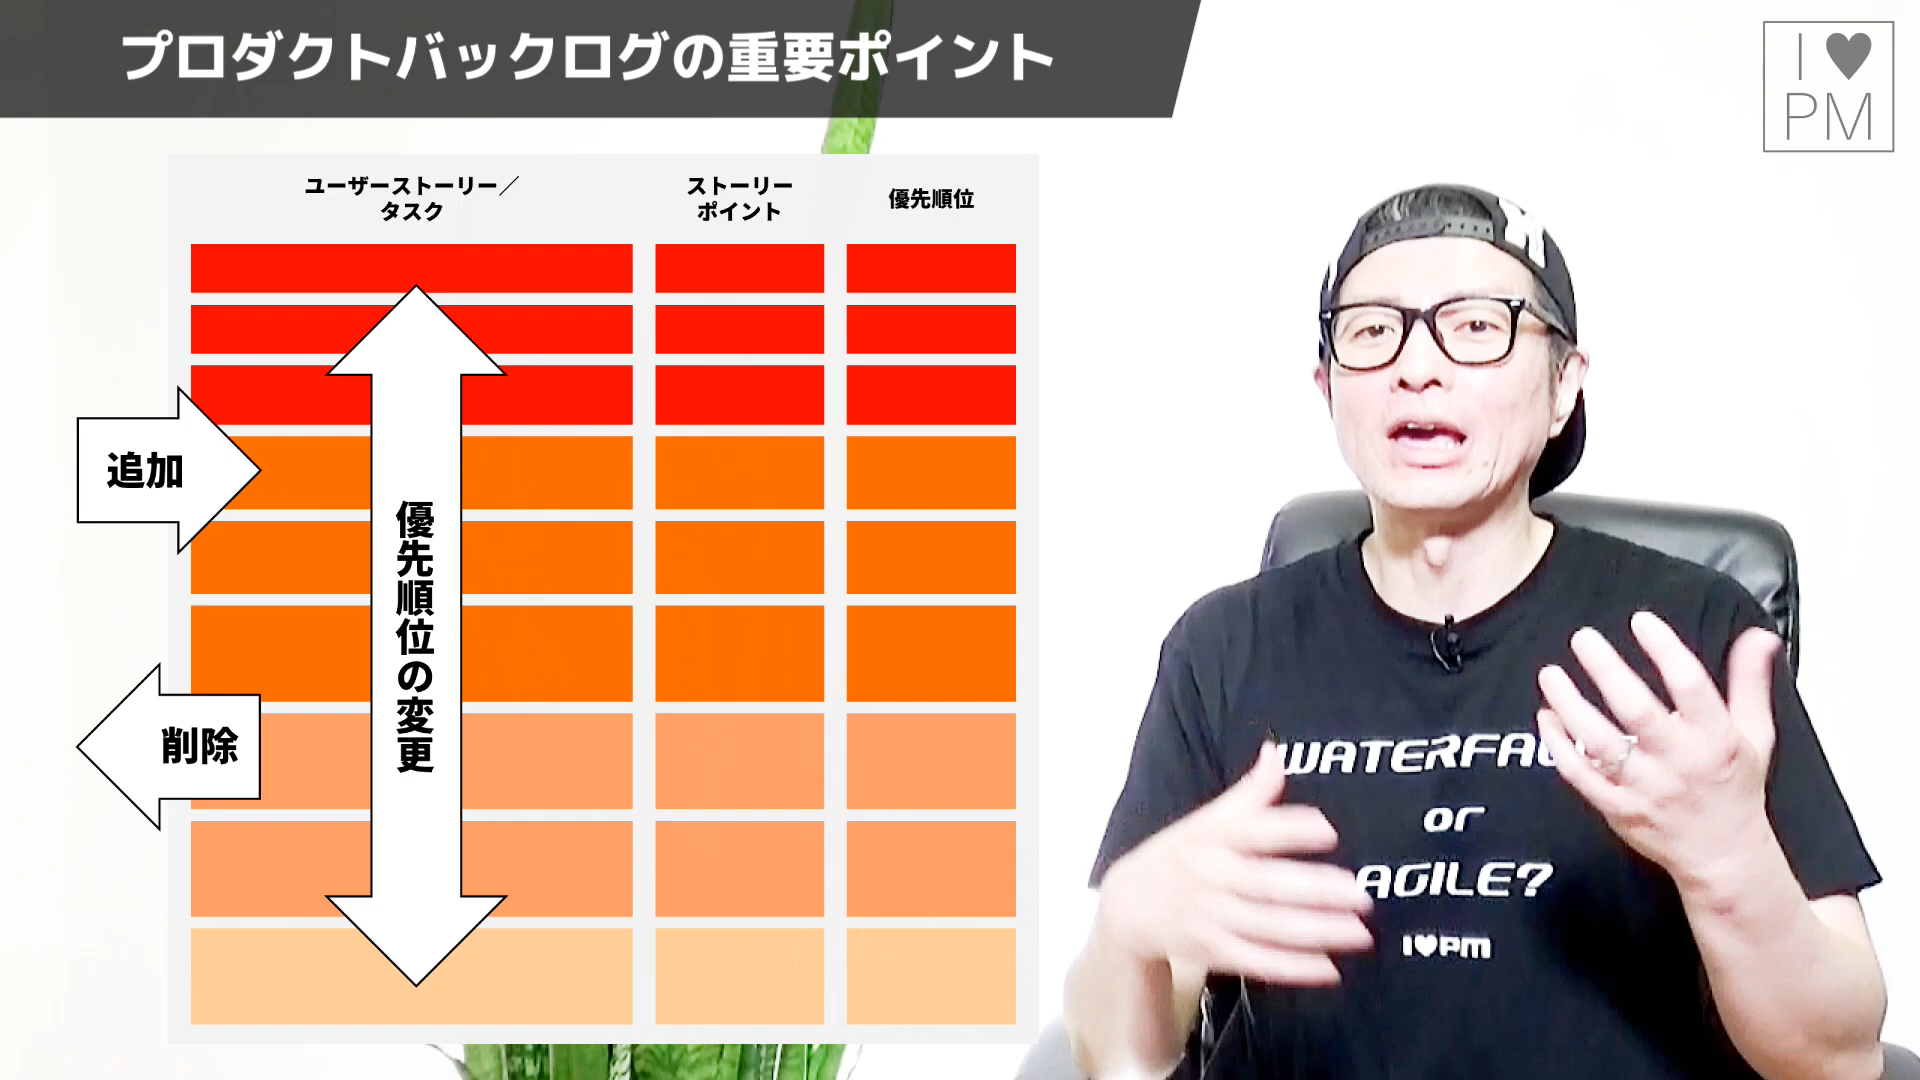 プロダクトバックログの重要ポイント
I ♥
PM
ユーザーストーリー／
タスク
ストーリー
ポイント
優先順位
追加
優先順位の変更
削除
or
AGILE?
I♥PM